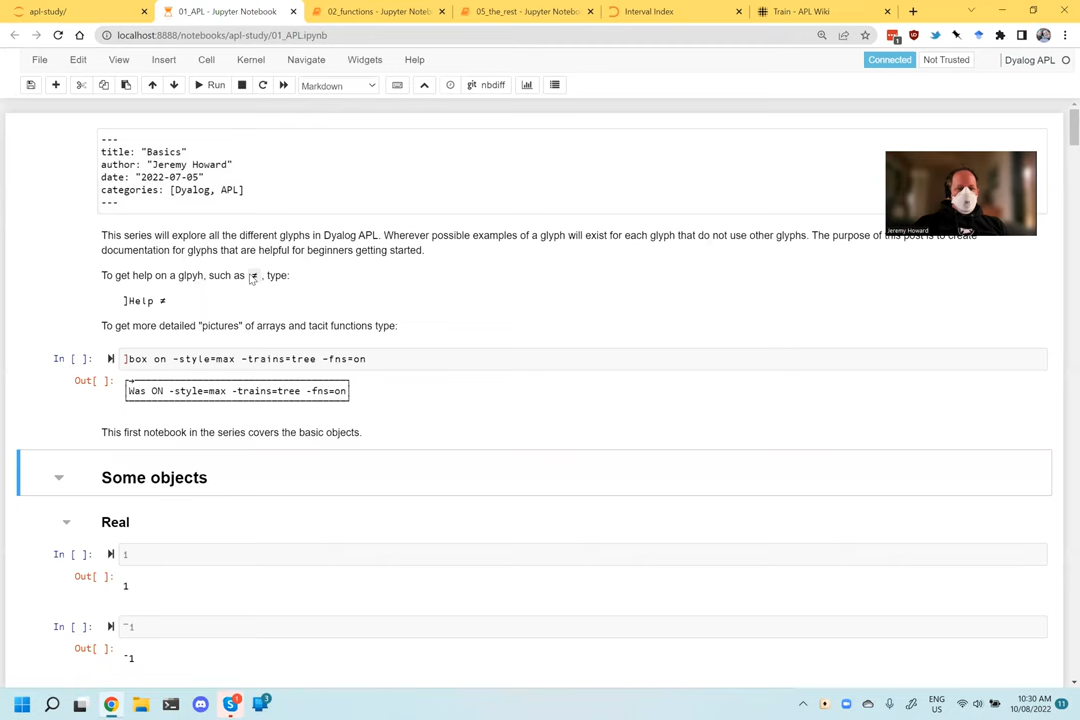 apl-study/
01_APL - Jupyter Notebook
02_functions - Jupyter Noteb
05_the_rest - Jupyter Notebo
Interval Index
Train - APL Wiki
localhost:8888/notebooks/apl-study/01_APL.ipynb
File Edit View Insert Cell Kernel Navigate Widgets Help
Connected Not Trusted Dyalog APL
Run Markdown git nbdiff
---
title: "Basics"
author: "Jeremy Howard"
date: "2022-07-05"
categories: [Dyalog, APL]
---
Jeremy Howard
This series will explore all the different glyphs in Dyalog APL. Wherever possible examples of a glyph will exist for each glyph that do not use other glyphs. The purpose of this post is to create
documentation for glyphs that are helpful for beginners getting started.
To get help on a glpyh, such as ≠, type:
]Help ≠
To get more detailed "pictures" of arrays and tacit functions type:
In [ ]: ]box on -style=max -trains=tree -fns=on
Out[ ]: Was ON -style=max -trains=tree -fns=on
This first notebook in the series covers the basic objects.
Some objects
Real
In [ ]: 1
Out[ ]: 1
In [ ]: ¯1
Out[ ]: ¯1
ENG
US
10:30 AM
10/08/2022
11